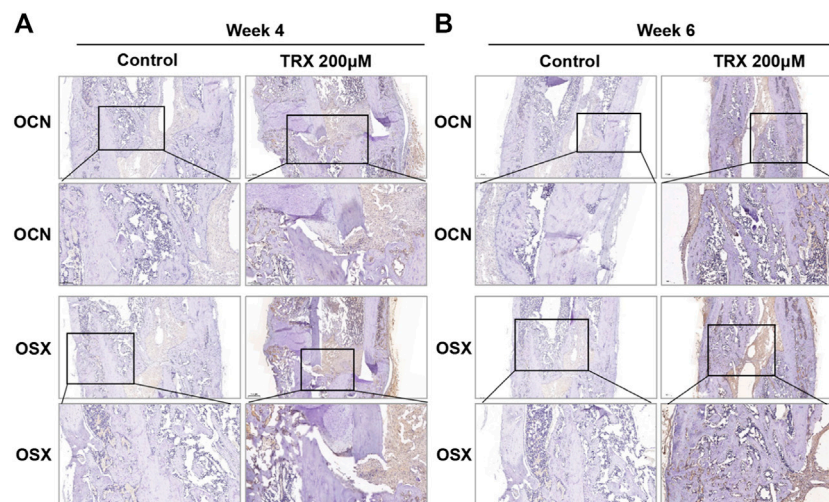 A
Week 4
Control TRX 200μM
OCN
OCN
OSX
OSX
B
Week 6
Control TRX 200μM
OCN
OCN
OSX
OSX